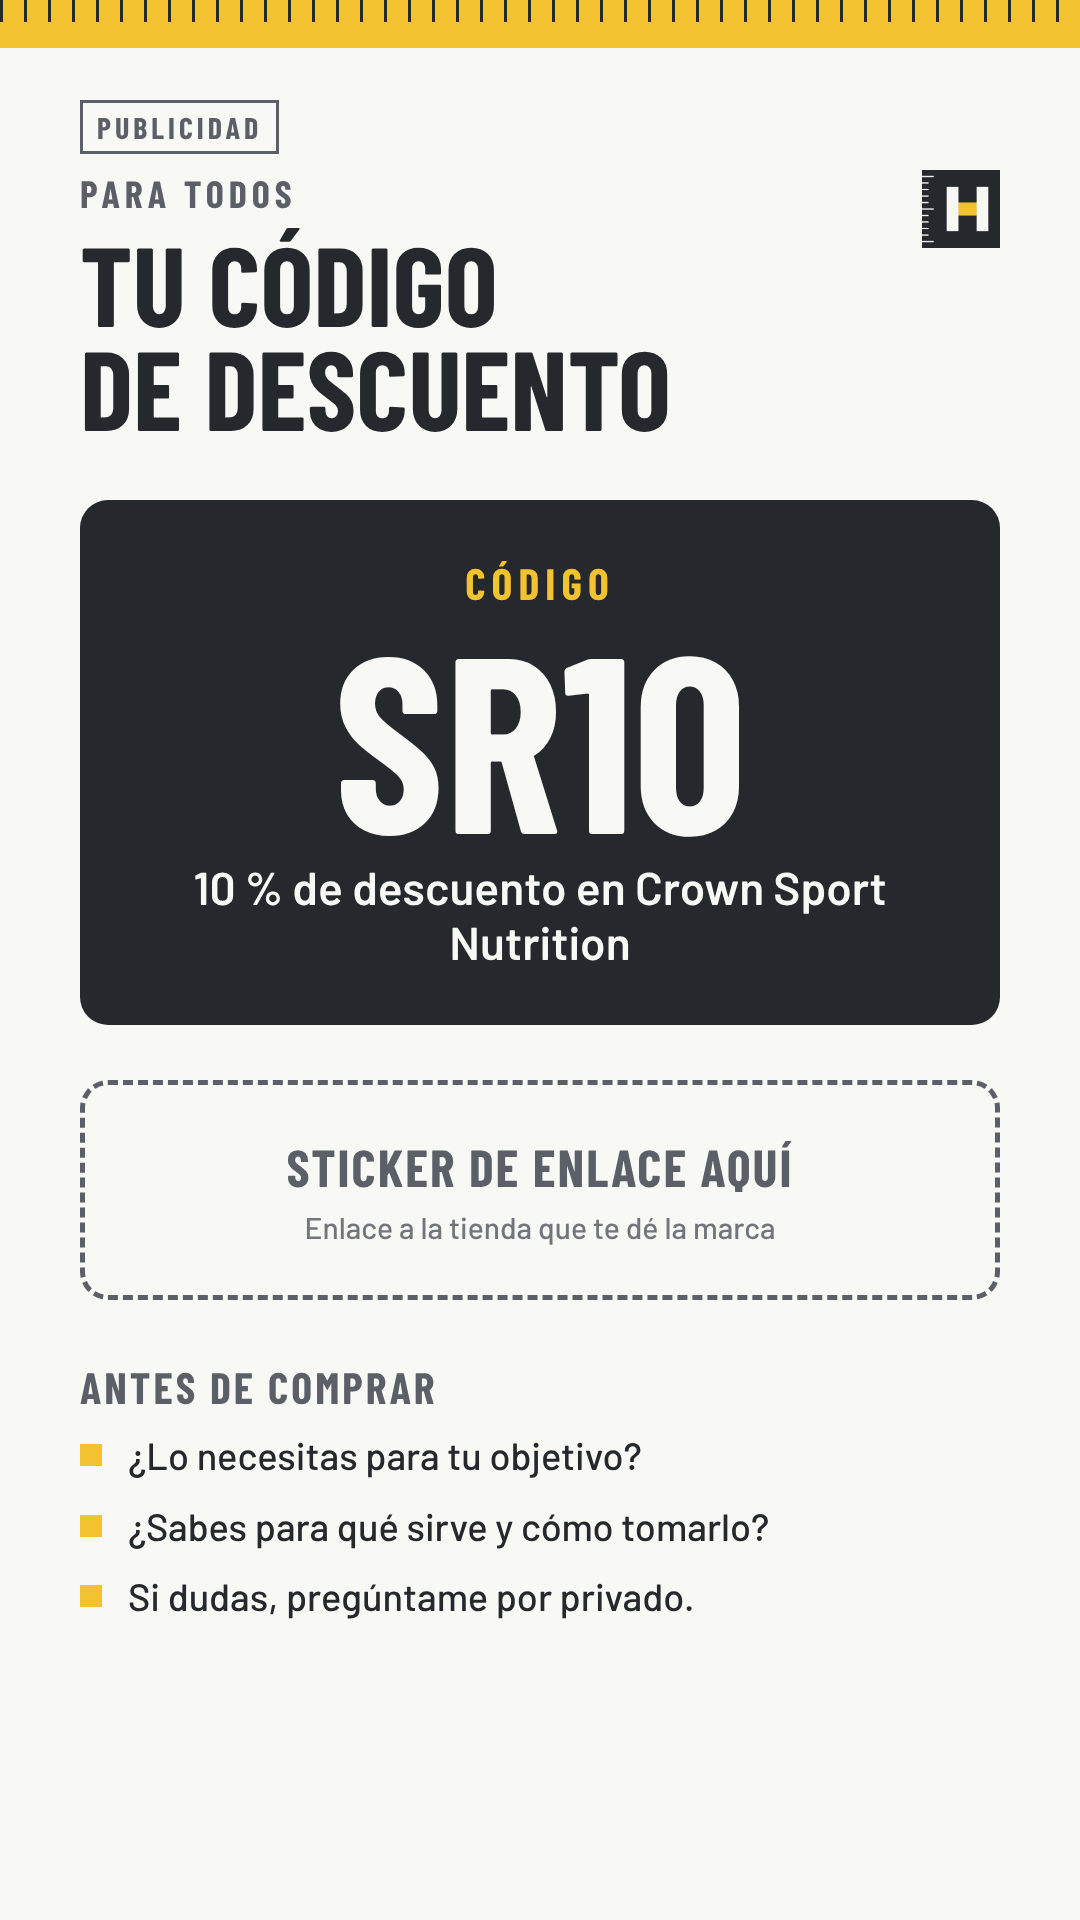 PUBLICIDAD
PARA TODOS
H
TU CÓDIGO
DE DESCUENTO
CÓDIGO
SR10
10 % de descuento en Crown Sport
Nutrition
STICKER DE ENLACE AQUÍ
Enlace a la tienda que te dé la marca
ANTES DE COMPRAR
¿Lo necesitas para tu objetivo?
¿Sabes para qué sirve y cómo tomarlo?
Si dudas, pregúntame por privado.